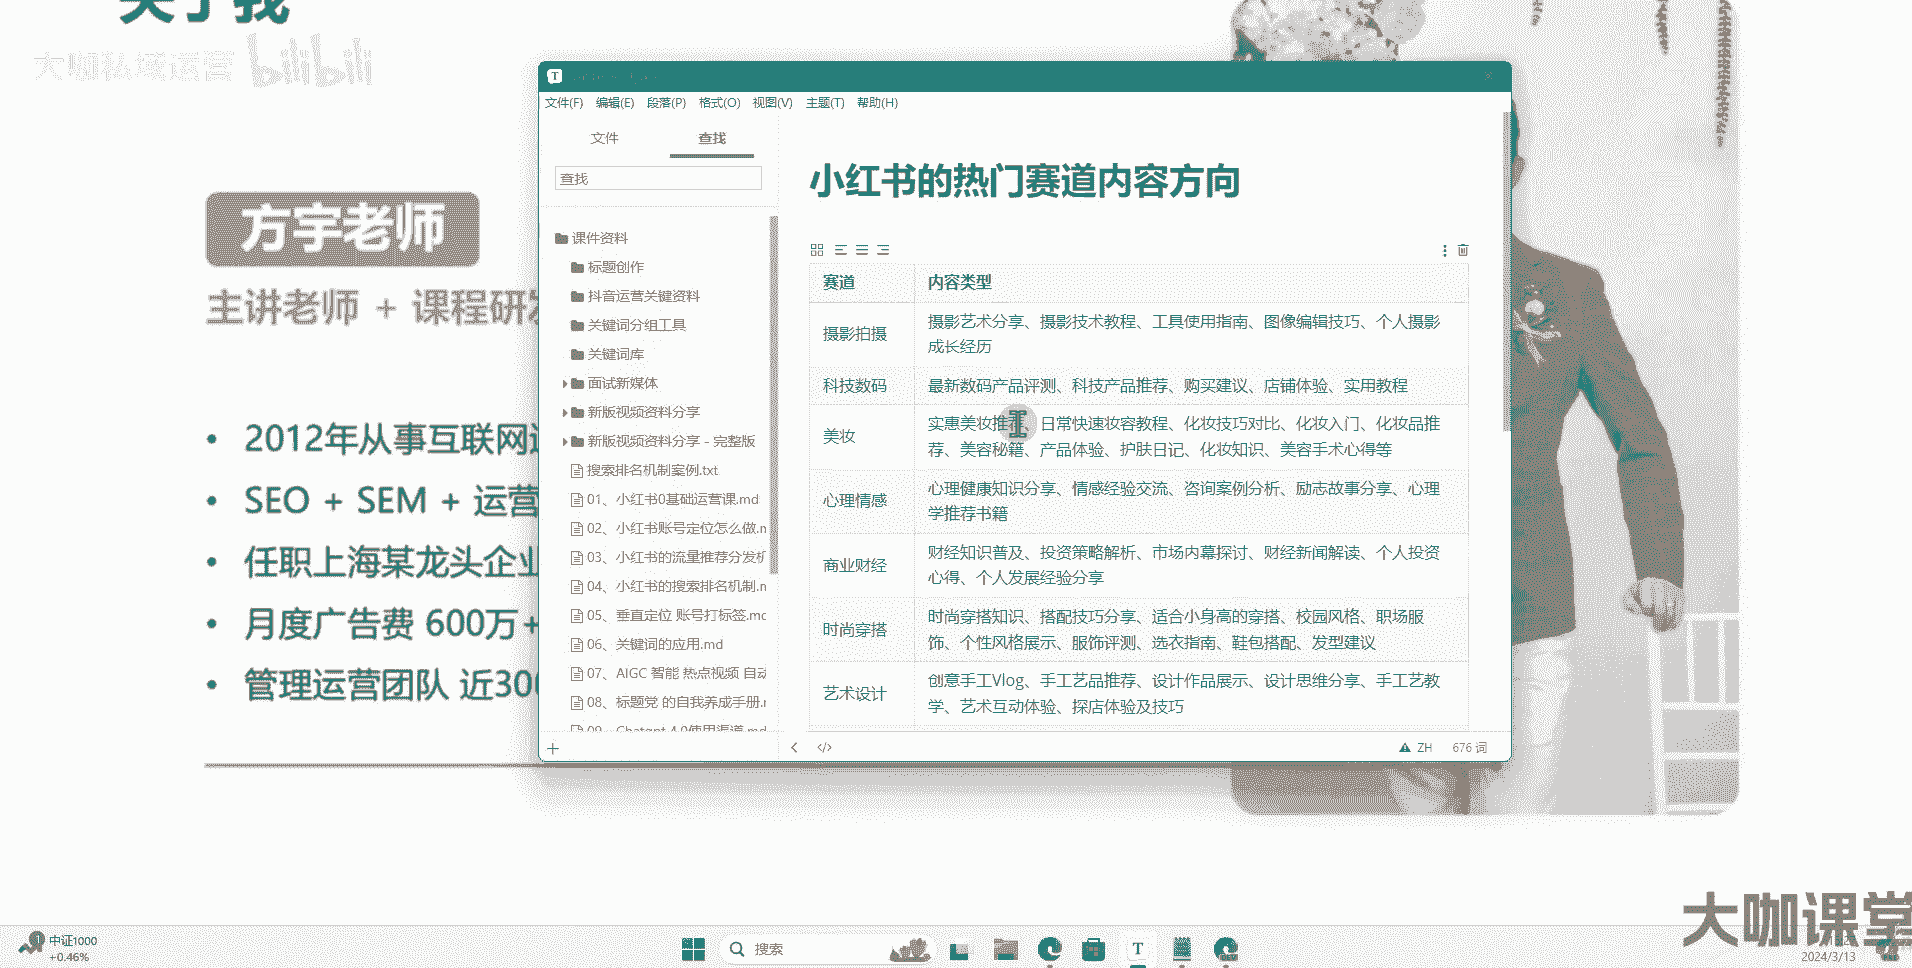 关于我
大咖私域运营 bilibili
方宇老师
主讲老师 + 课程研发
2012年从事互联网运
SEO + SEM + 运营
任职上海某龙头企业
月度广告费 600万+
管理运营团队 近300
T
文件(F) 编辑(E) 段落(P) 格式(O) 视图(V) 主题(T) 帮助(H)
文件 查找
查找
课件资料
标题创作
抖音运营关键资料
关键词分组工具
关键词库
面试新媒体
新版视频资料分享
新版视频资料分享 - 完整版
搜索排名机制案例.txt
01、小红书0基础运营课.md
02、小红书账号定位怎么做.m
03、小红书的流量推荐分发机
04、小红书的搜索排名机制.m
05、垂直定位 账号打标签.mc
06、关键词的应用.md
07、AIGC 智能 热点视频 自动
08、标题党 的自我养成手册.r
09、Chatgpt 4.0使用渠道.md
小红书的热门赛道内容方向
赛道 内容类型
摄影拍摄 摄影艺术分享、摄影技术教程、工具使用指南、图像编辑技巧、个人摄影
成长经历
科技数码 最新数码产品评测、科技产品推荐、购买建议、店铺体验、实用教程
美妆 实惠美妆推荐、日常快速妆容教程、化妆技巧对比、化妆入门、化妆品推
荐、美容秘籍、产品体验、护肤日记、化妆知识、美容手术心得等
心理情感 心理健康知识分享、情感经验交流、咨询案例分析、励志故事分享、心理
学推荐书籍
商业财经 财经知识普及、投资策略解析、市场内幕探讨、财经新闻解读、个人投资
心得、个人发展经验分享
时尚穿搭 时尚穿搭知识、搭配技巧分享、适合小身高的穿搭、校园风格、职场服
饰、个性风格展示、服饰评测、选衣指南、鞋包搭配、发型建议
艺术设计 创意手工Vlog、手工艺品推荐、设计作品展示、设计思维分享、手工艺教
学、艺术互动体验、探店体验及技巧
ZH 676 词
大咖课堂
中证1000
+0.46%
搜索
T
2024/3/13